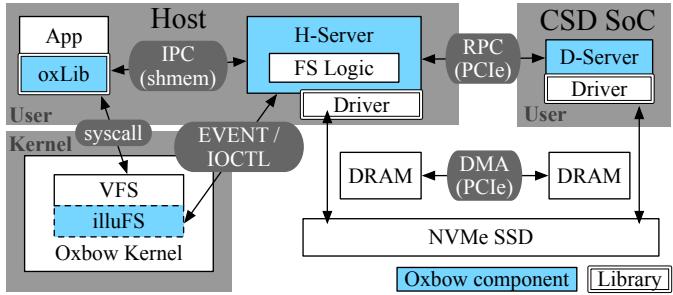 Host
CSD SoC
App
oxLib
IPC
(shmem)
H-Server
FS Logic
Driver
RPC
(PCIe)
D-Server
Driver
User
User
Kernel
syscall
EVENT /
IOCTL
VFS
illuFS
Oxbow Kernel
DRAM
DMA
(PCIe)
DRAM
NVMe SSD
Oxbow component
Library